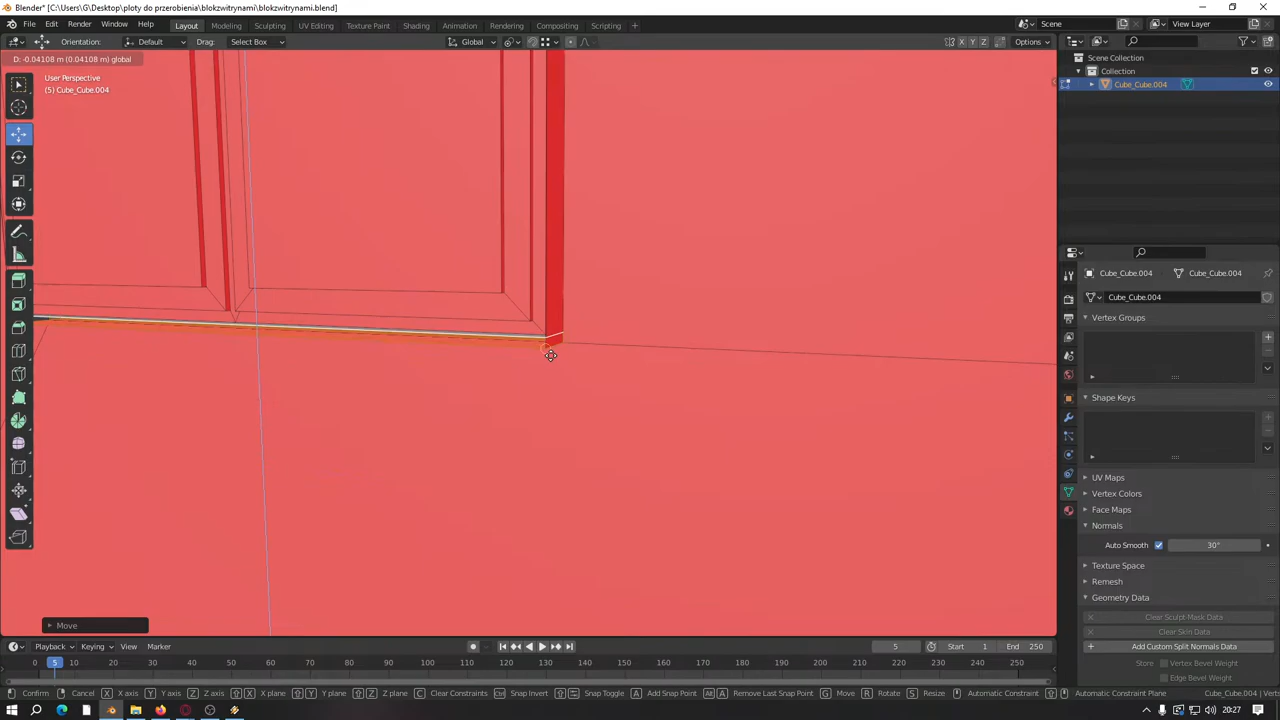 Blender* [C:\Users\G\Desktop\ploty do przerobienia\blokzwitrynami\blokzwitrynami.blend]
File Edit Render Window Help Layout Modeling Sculpting UV Editing Texture Paint Shading Animation Rendering Compositing Scripting + Scene View Layer
Orientation: Default Drag: Select Box Global X Y Z Options
D: -0.04108 m (0.04108 m) global
User Perspective
(5) Cube_Cube.004
Scene Collection
Collection
Cube_Cube.004
Cube_Cube.004 Cube_Cube.004
Cube_Cube.004
Vertex Groups
Shape Keys
UV Maps
Vertex Colors
Face Maps
Normals
Auto Smooth 30°
Texture Space
Remesh
Geometry Data
Clear Sculpt-Mask Data
Clear Skin Data
Add Custom Split Normals Data
Store Vertex Bevel Weight
Edge Bevel Weight
Move
Playback Keying View Marker 5 Start 1 End 250
0 5 10 20 30 40 50 60 70 80 90 100 110 120 130 140 150 160 170 180 190 200 210 220 230 240 250
Confirm Cancel X X axis Y Y axis Z Z axis X X plane Y Y plane Z Z plane C Clear Constraints Snap Invert Snap Toggle A Add Snap Point Alt A Remove Last Snap Point G Move R Rotate S Resize Automatic Constraint Automatic Constraint Plane Cube_Cube.004 | Verts
20:27